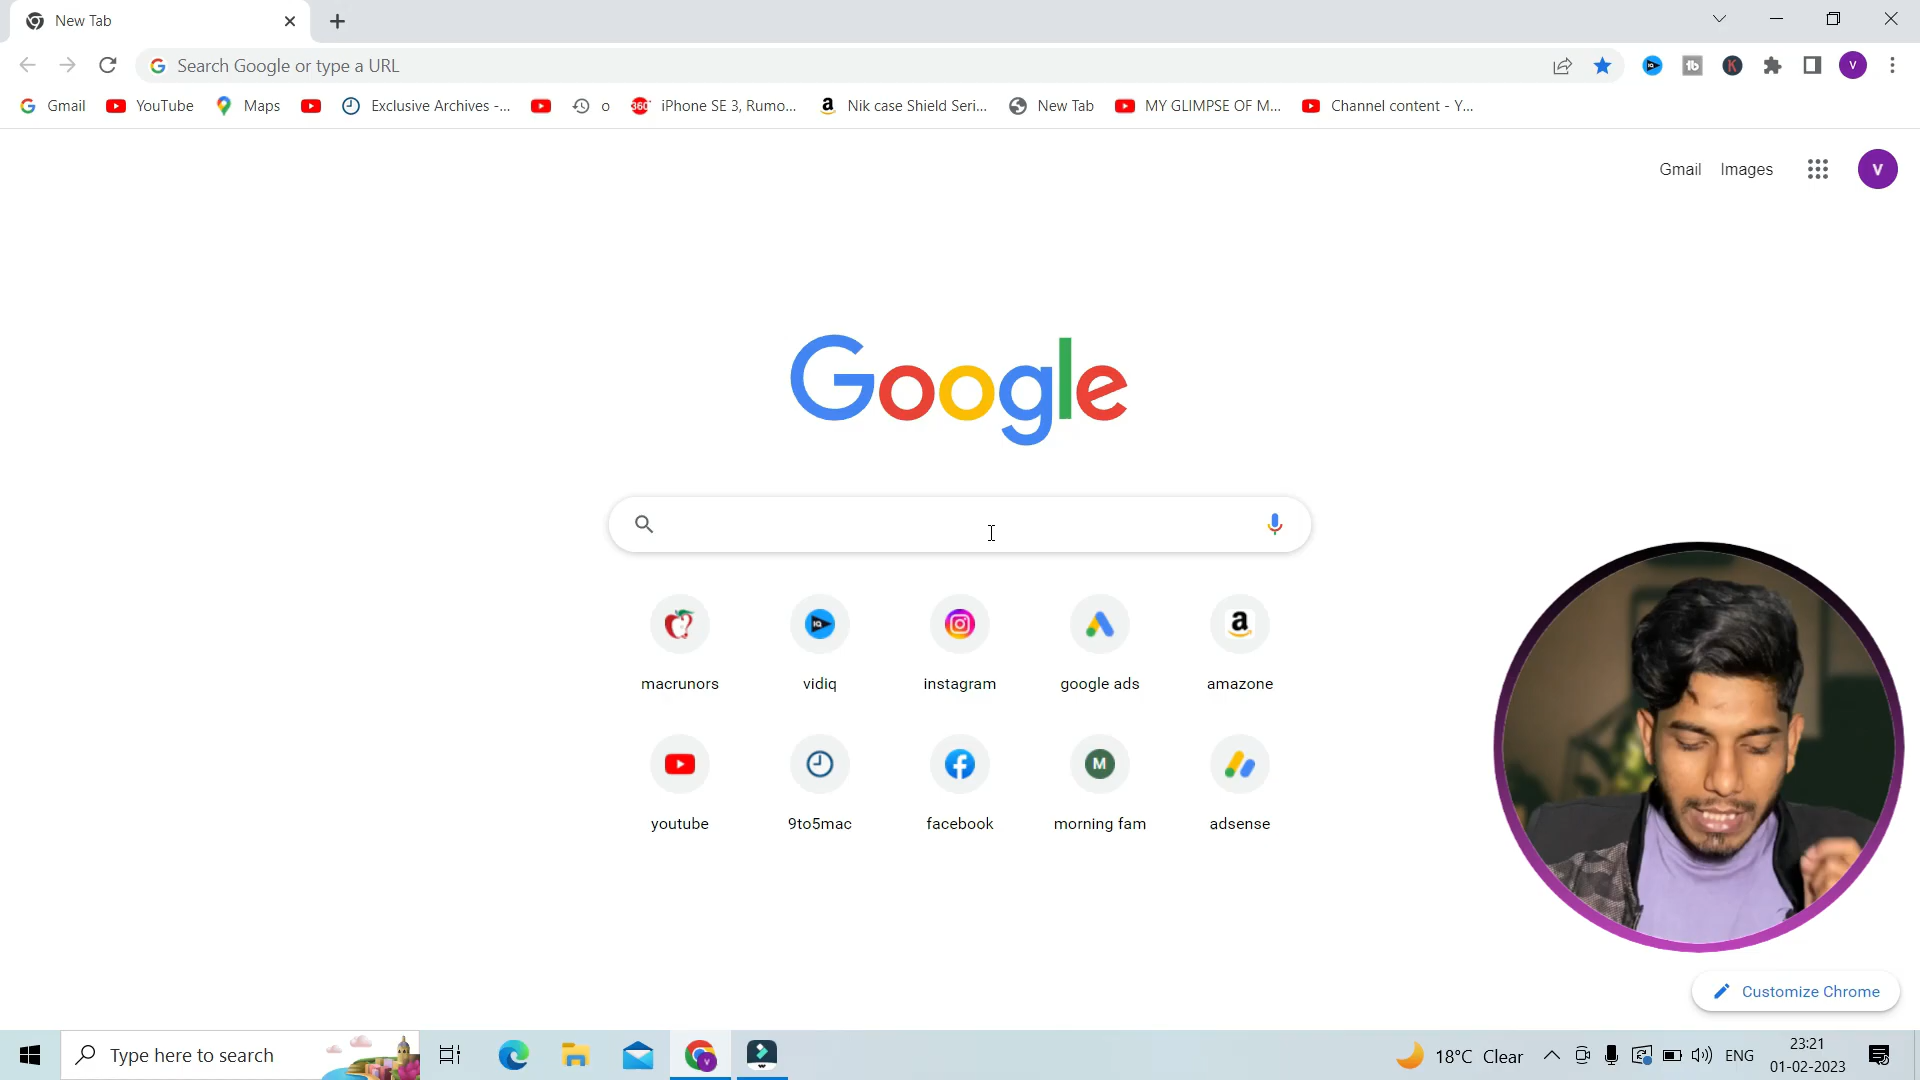 New Tab
Search Google or type a URL
Gmail YouTube Maps Exclusive Archives -... o iPhone SE 3, Rumo... Nik case Shield Seri... New Tab MY GLIMPSE OF M... Channel content - Y...
Gmail Images V
Google
macrunors vidiq instagram google ads amazone
youtube 9to5mac facebook morning fam adsense
Customize Chrome
Type here to search 18°C Clear ENG 23:21
01-02-2023